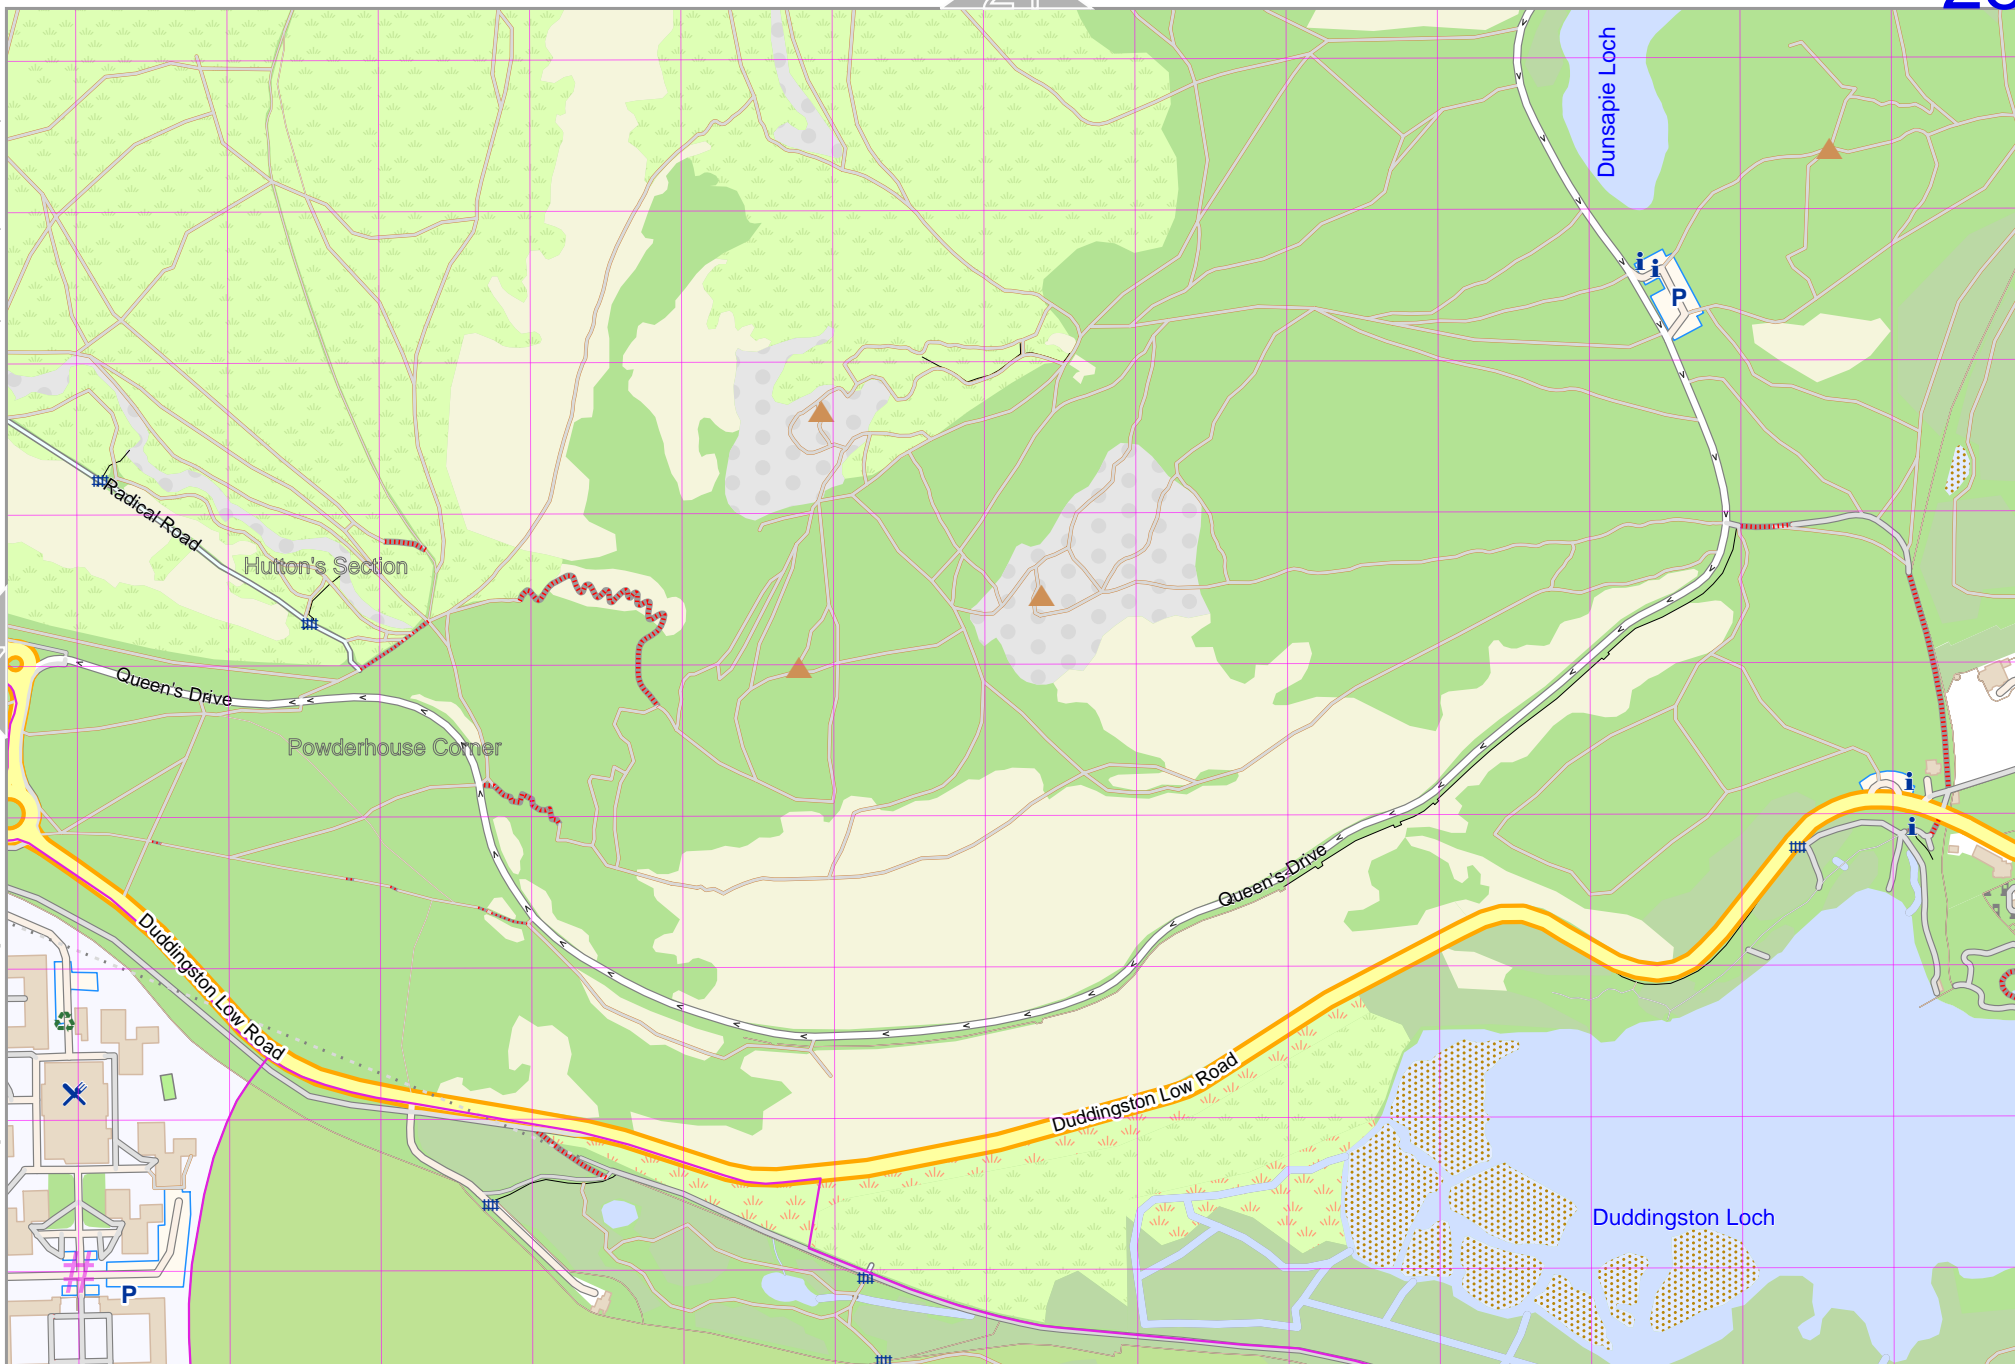 Dunsapie Loch
P
Radical Road
Hutton's Section
Queen's Drive
Powderhouse Corner
Queen's Drive
Duddingston Low Road
Duddingston Low Road
Duddingston Loch
P